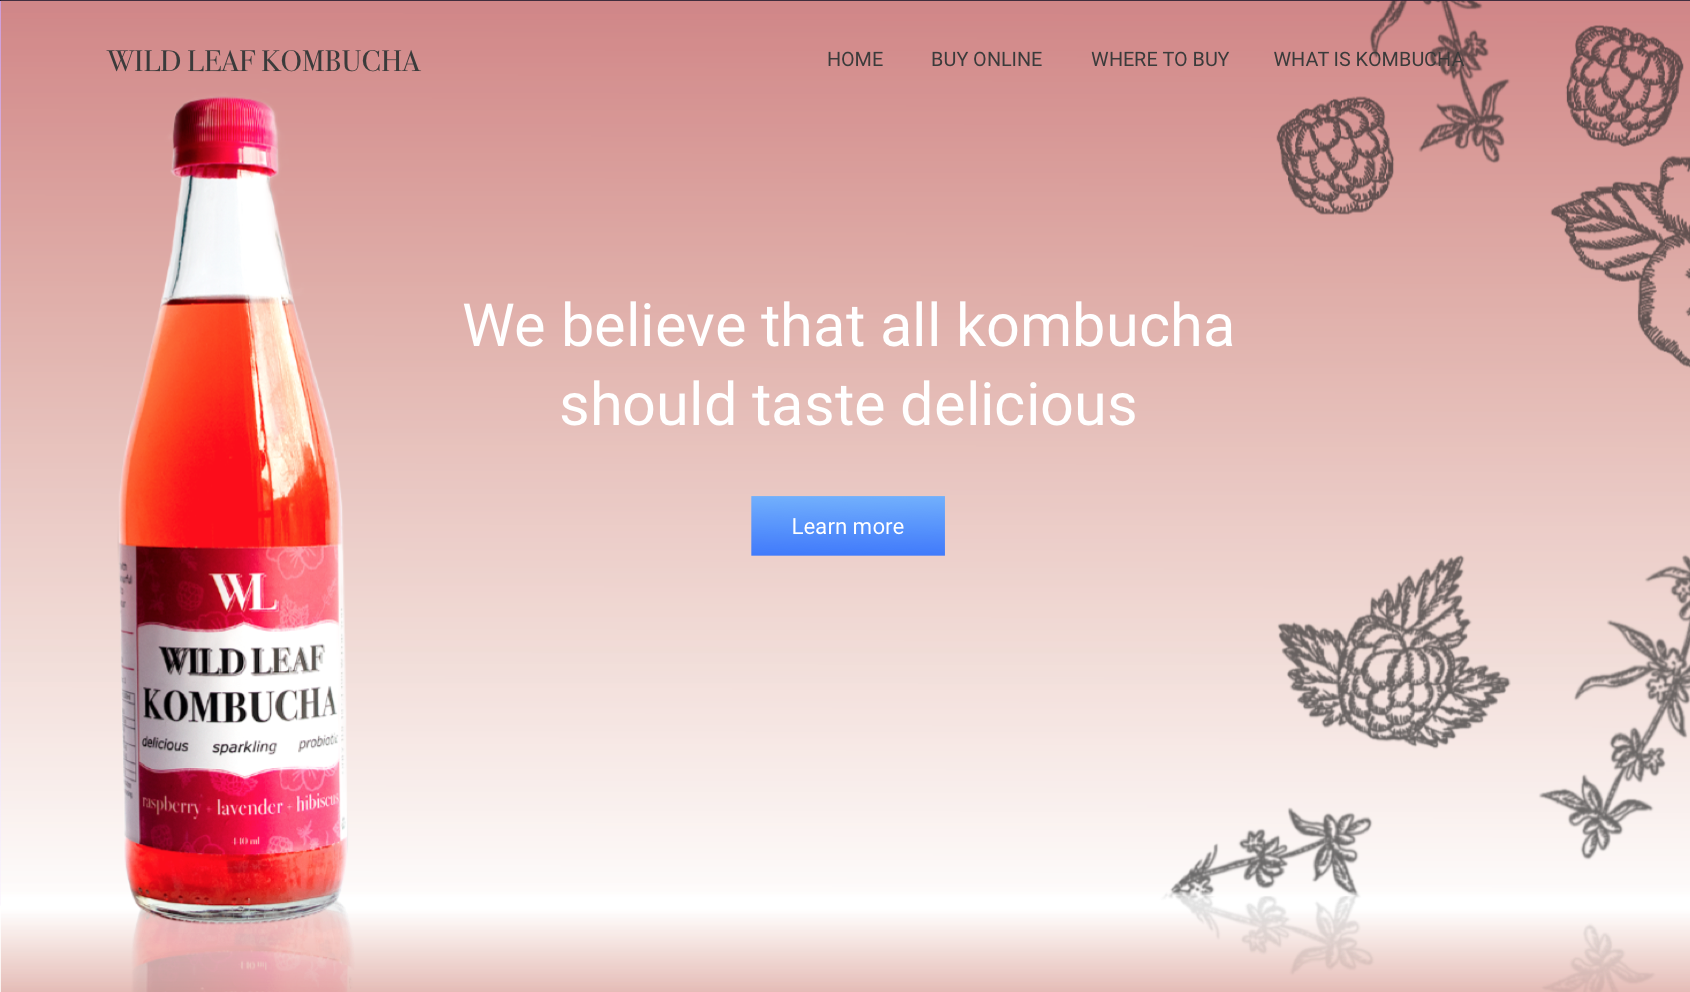 WILD LEAF KOMBUCHA
HOME BUY ONLINE WHERE TO BUY WHAT IS KOMBUCHA
We believe that all kombucha
should taste delicious
Learn more
WL
WILD LEAF
KOMBUCHA
delicious sparkling probiotic
raspberry + lavender + hibiscus